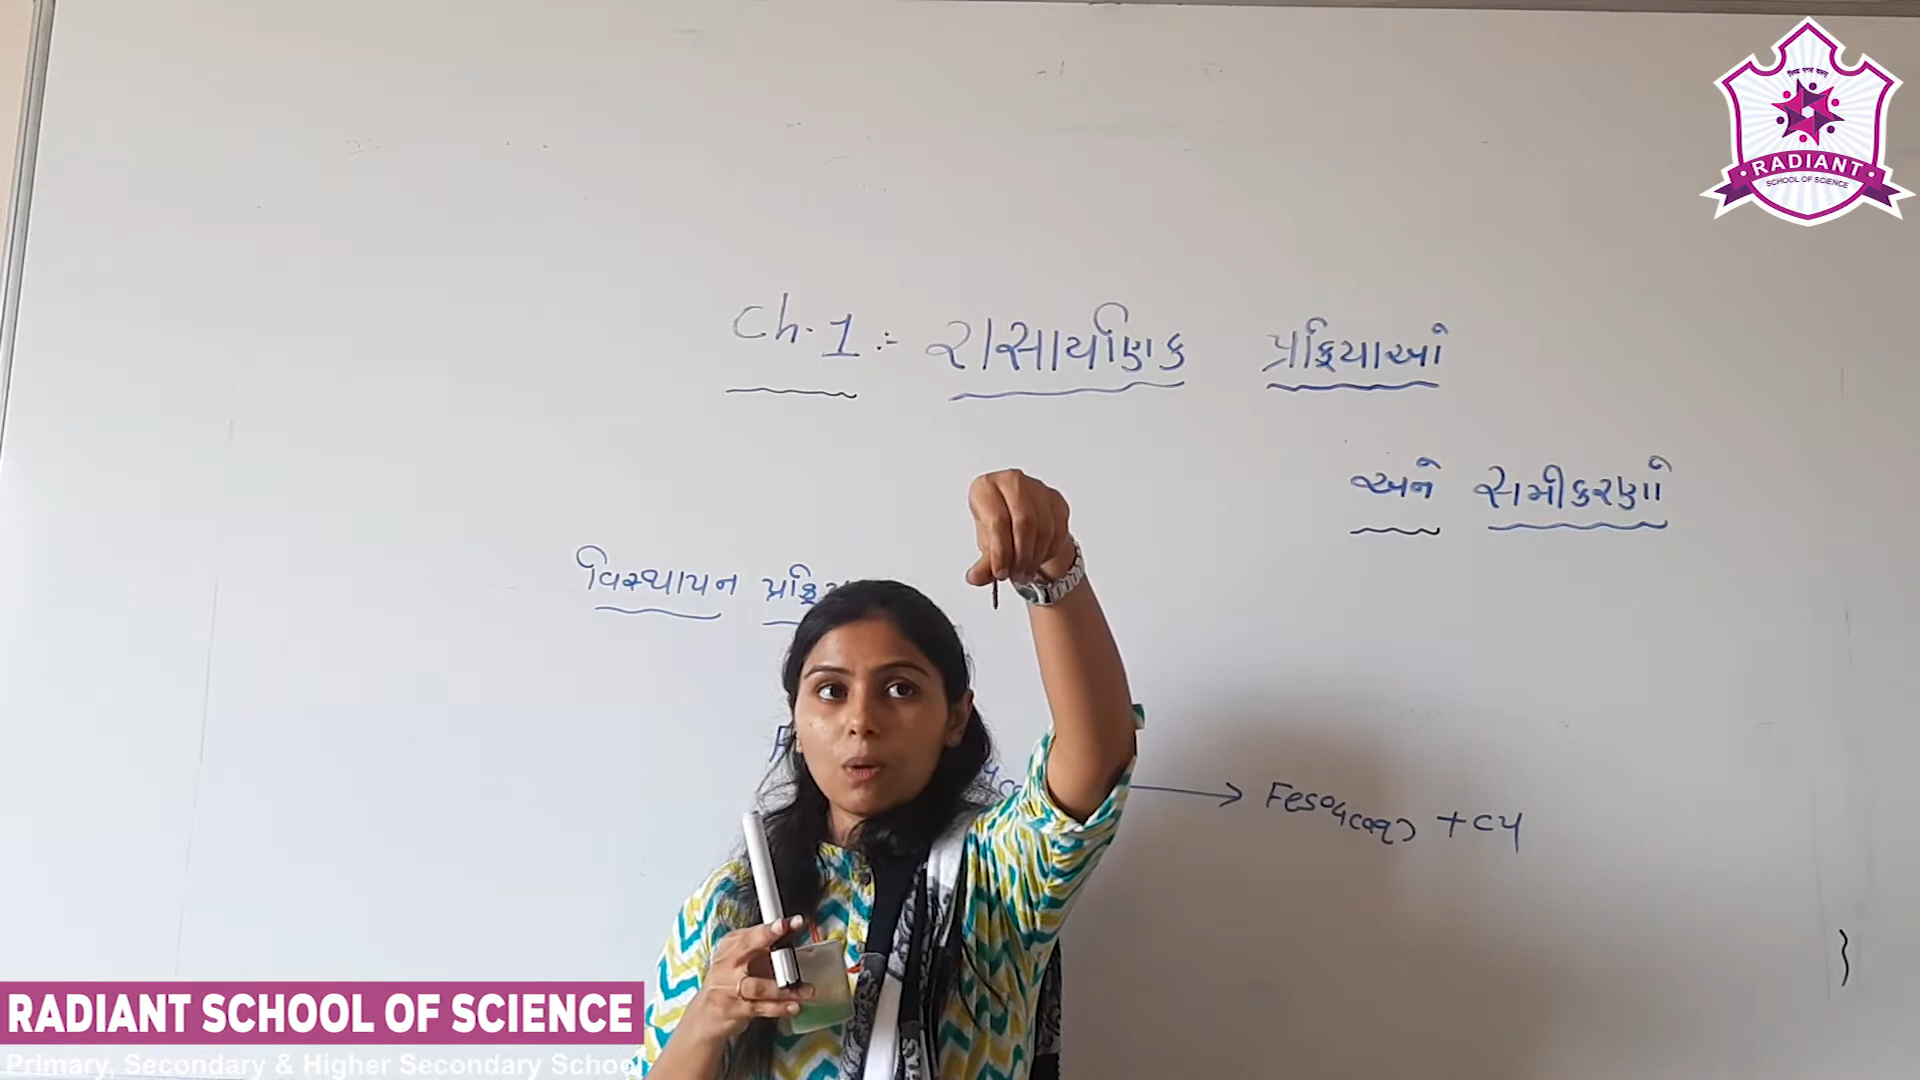 RADIANT
SCHOOL OF SCIENCE
Ch.1 :- રાસાયણિક પ્રક્રિયાઓ
અને સમીકરણો
વિસ્થાપન
FeSO4(aq) + Cu
RADIANT SCHOOL OF SCIENCE
Primary, Secondary & Higher Secondary School